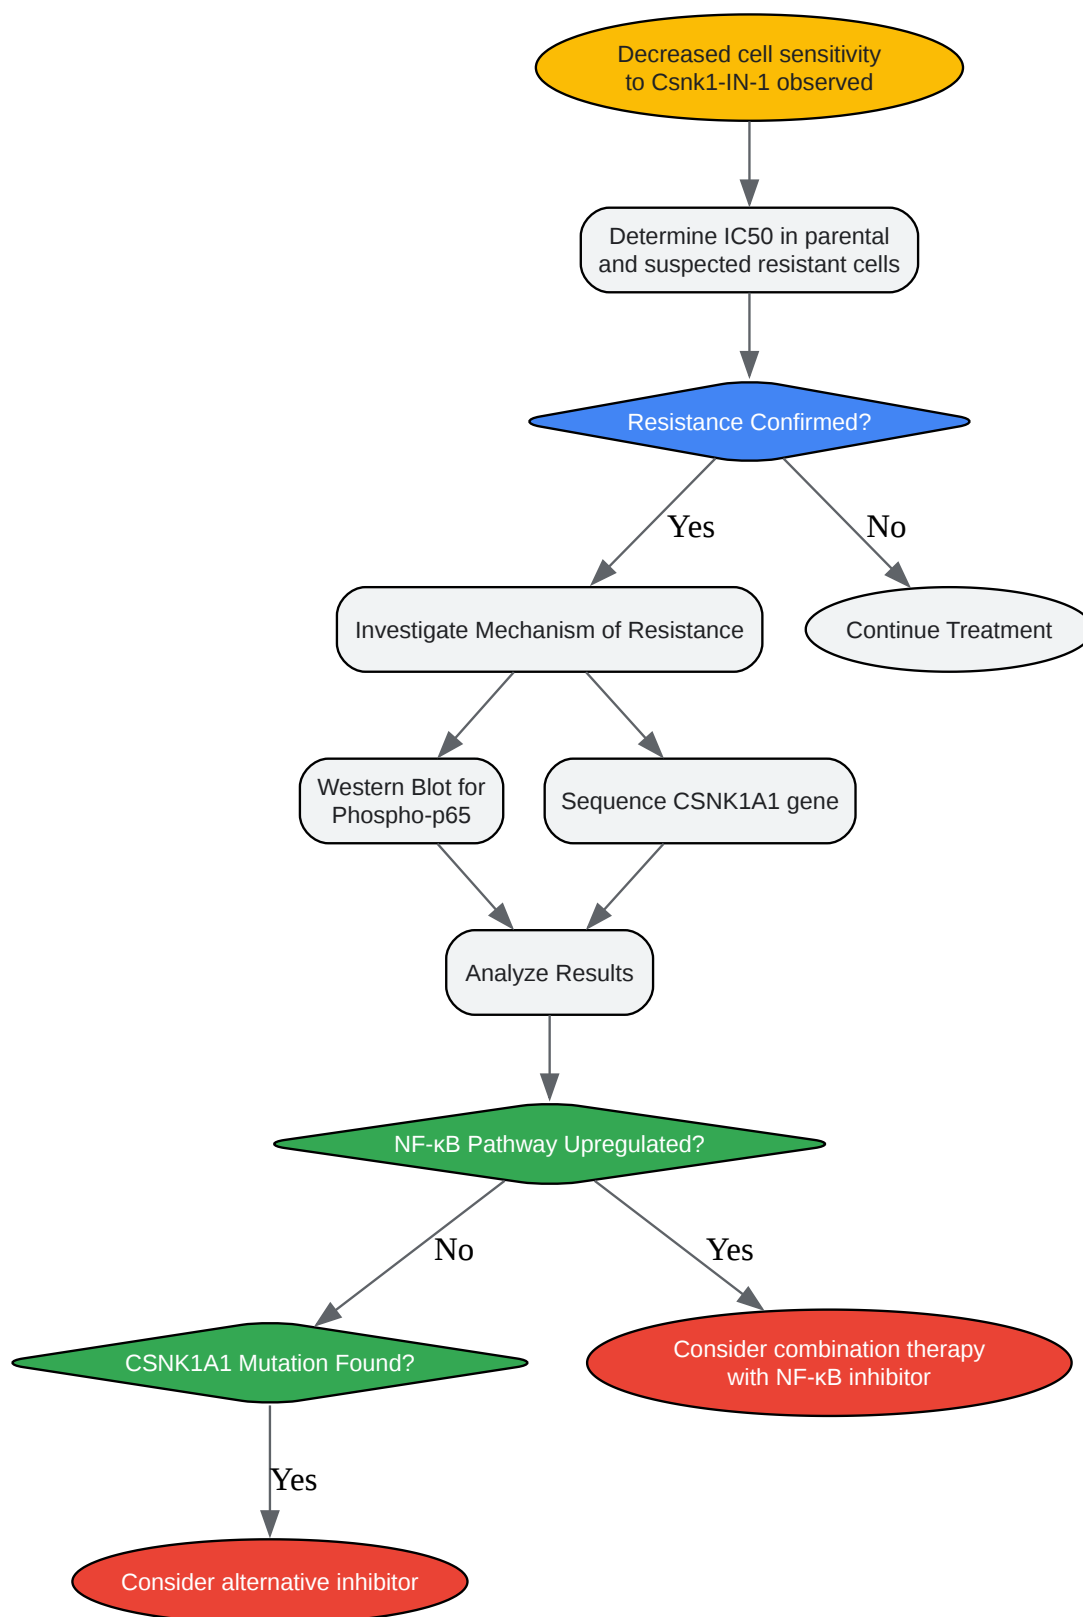 Decreased cell sensitivity
to Csnk1-IN-1 observed
Determine IC50 in parental
and suspected resistant cells
Resistance Confirmed?
Yes
No
Investigate Mechanism of Resistance
Continue Treatment
Western Blot for
Phospho-p65
Sequence CSNK1A1 gene
Analyze Results
NF-κB Pathway Upregulated?
No
Yes
CSNK1A1 Mutation Found?
Consider combination therapy
with NF-κB inhibitor
Yes
Consider alternative inhibitor